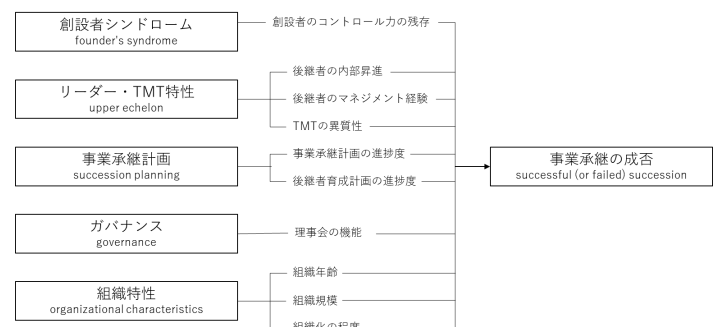 創設者シンドローム
founder's syndrome
創設者のコントロール力の残存
リーダー・TMT特性
upper echelon
後継者の内部昇進
後継者のマネジメント経験
TMTの異質性
事業承継計画
succession planning
事業承継計画の進捗度
後継者育成計画の進捗度
事業承継の成否
successful (or failed) succession
ガバナンス
governance
理事会の機能
組織特性
organizational characteristics
組織年齢
組織規模
組織化の程度